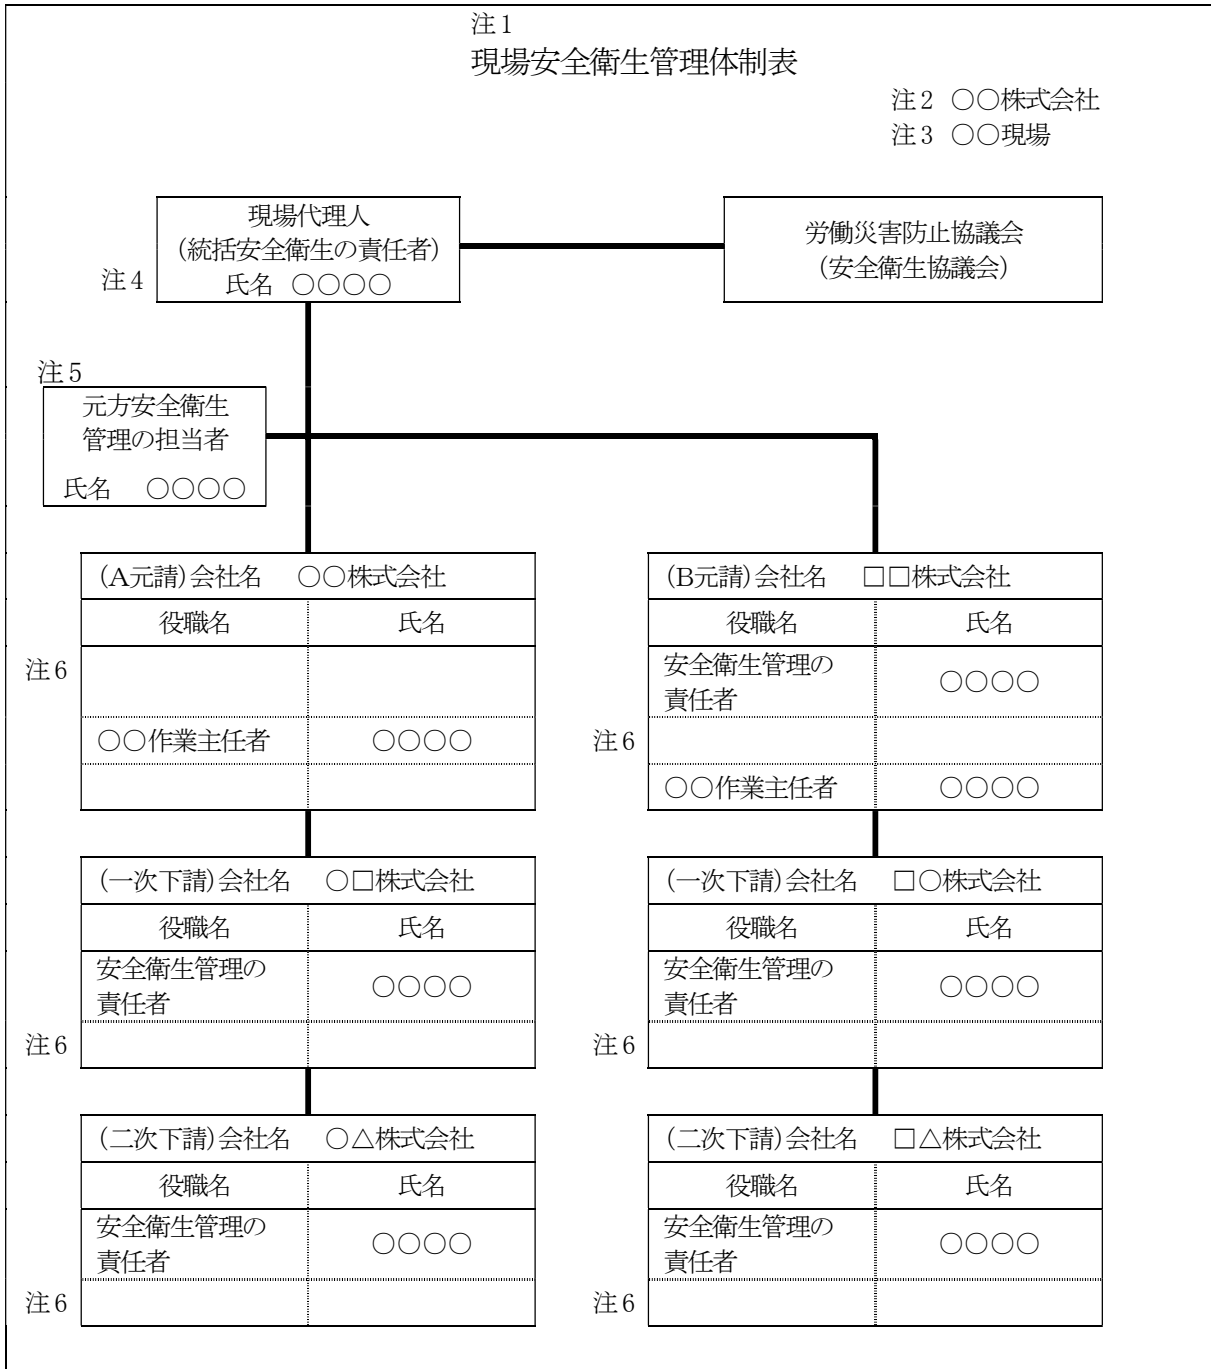 注1
現場安全衛生管理体制表
注2 ○○株式会社
注3 ○○現場
現場代理人
(統括安全衛生の責任者)
注4 氏名 ○○○○
労働災害防止協議会
(安全衛生協議会)
注5
元方安全衛生
管理の担当者
氏名 ○○○○
(A元請)会社名 ○○株式会社
役職名 氏名
注6
○○作業主任者 ○○○○
(B元請)会社名 □□株式会社
役職名 氏名
安全衛生管理の
責任者 ○○○○
注6
○○作業主任者 ○○○○
(一次下請)会社名 ○□株式会社
役職名 氏名
安全衛生管理の
責任者 ○○○○
注6
(一次下請)会社名 □○株式会社
役職名 氏名
安全衛生管理の
責任者 ○○○○
注6
(二次下請)会社名 ○△株式会社
役職名 氏名
安全衛生管理の
責任者 ○○○○
注6
(二次下請)会社名 □△株式会社
役職名 氏名
安全衛生管理の
責任者 ○○○○
注6